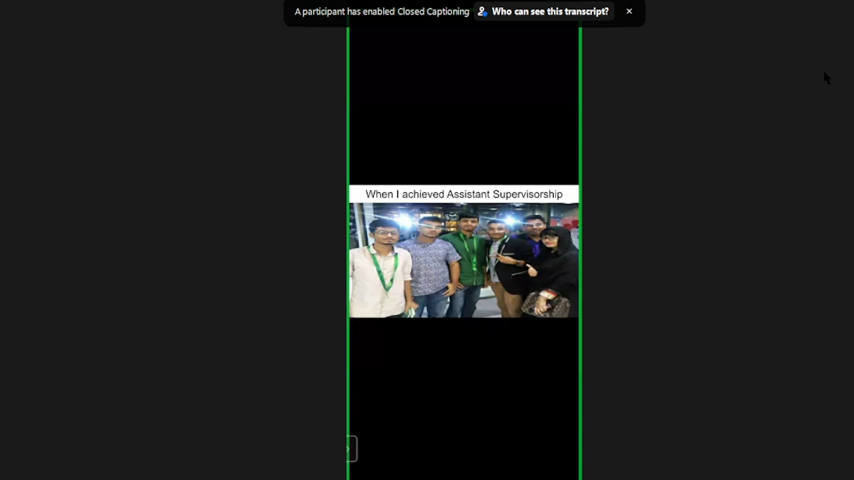 A participant has enabled Closed Captioning Who can see this transcript?
When I achieved Assistant Supervisorship